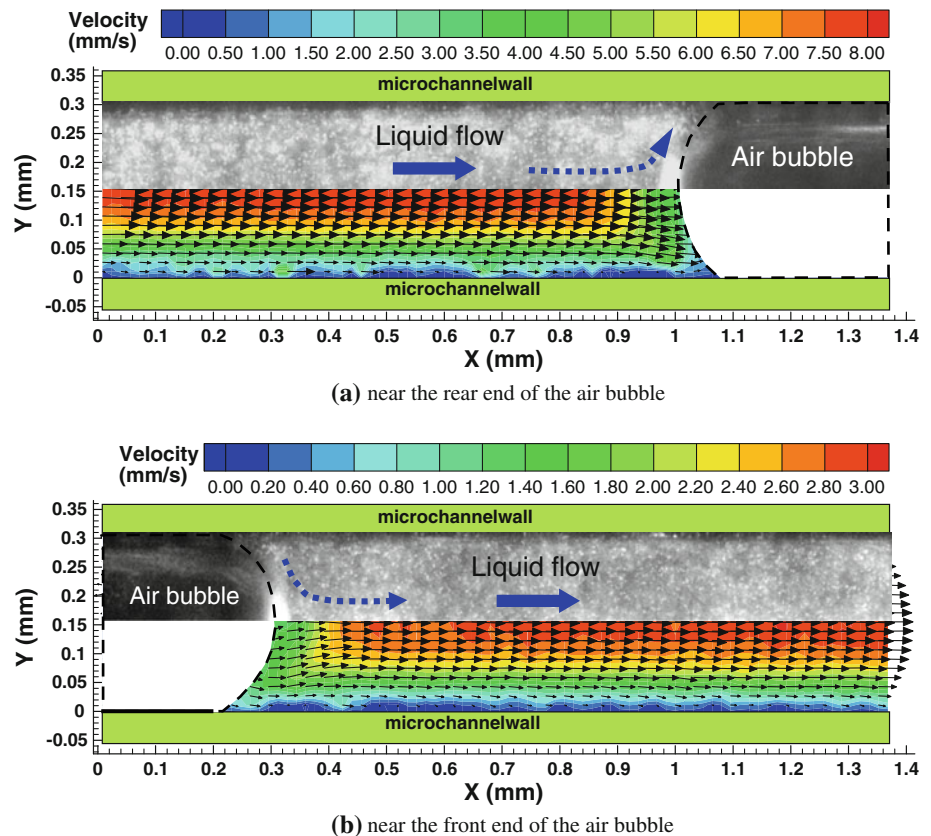 Velocity
(mm/s)
0.00 0.50 1.00 1.50 2.00 2.50 3.00 3.50 4.00 4.50 5.00 5.50 6.00 6.50 7.00 7.50 8.00
microchannelwall
Liquid flow
Air bubble
microchannelwall
Y (mm)
0.35
0.3
0.25
0.2
0.15
0.1
0.05
0
-0.05
0 0.1 0.2 0.3 0.4 0.5 0.6 0.7 0.8 0.9 1 1.1 1.2 1.3 1.4
X (mm)
(a) near the rear end of the air bubble
Velocity
(mm/s)
0.00 0.20 0.40 0.60 0.80 1.00 1.20 1.40 1.60 1.80 2.00 2.20 2.40 2.60 2.80 3.00
microchannelwall
Liquid flow
Air bubble
microchannelwall
Y (mm)
0.35
0.3
0.25
0.2
0.15
0.1
0.05
0
-0.05
0 0.1 0.2 0.3 0.4 0.5 0.6 0.7 0.8 0.9 1 1.1 1.2 1.3 1.4
X (mm)
(b) near the front end of the air bubble